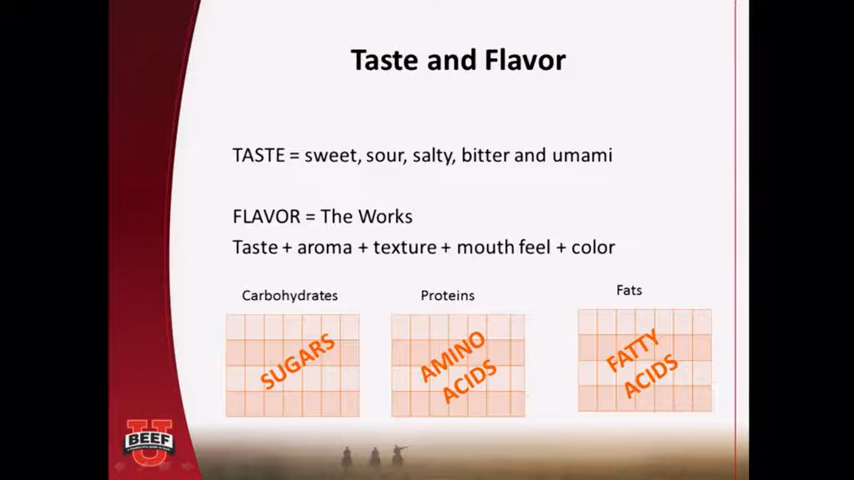 Taste and Flavor
TASTE = sweet, sour, salty, bitter and umami
FLAVOR = The Works
Taste + aroma + texture + mouth feel + color
Carbohydrates
Proteins
Fats
SUGARS
AMINO
ACIDS
FATTY
ACIDS
U
BEEF